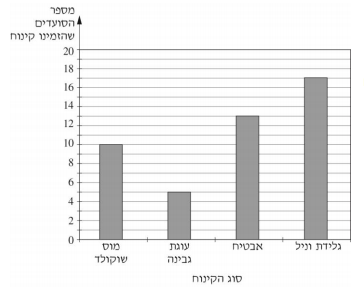 מספר
הסועדים
שהזמינו קינוח
20
18
16
14
12
10
8
6
4
2
0
מוס
שוקולד
עוגת
גבינה
אבטיח
גלידת וניל
סוג הקינוח